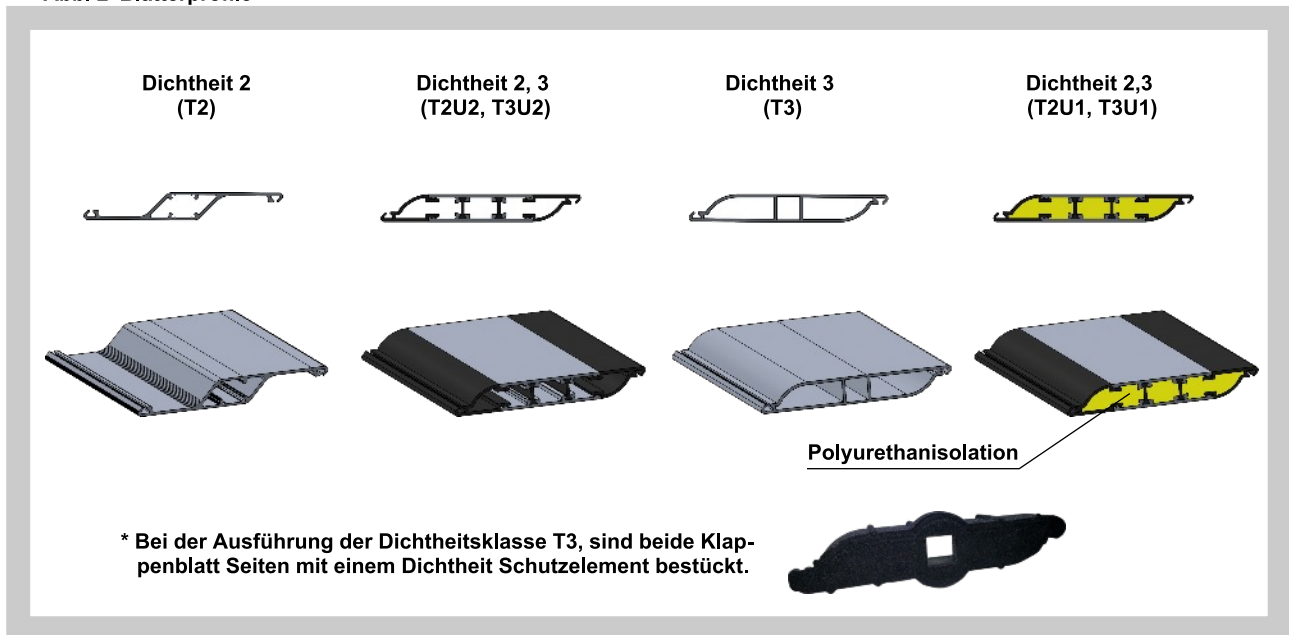 Dichtheit 2
(T2)
Dichtheit 2, 3
(T2U2, T3U2)
Dichtheit 3
(T3)
Dichtheit 2,3
(T2U1, T3U1)
Polyurethanisolation
* Bei der Ausführung der Dichtheitsklasse T3, sind beide Klap-
penblatt Seiten mit einem Dichtheit Schutzelement bestückt.